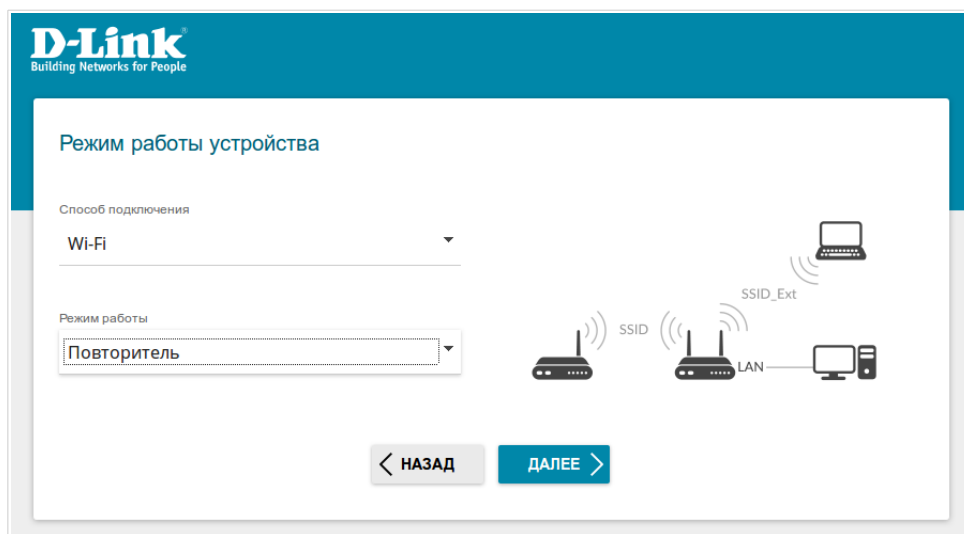 D-Link
Building Networks for People
Режим работы устройства
Способ подключения
Wi-Fi
Режим работы
Повторитель
SSID
SSID_Ext
LAN
НАЗАД
ДАЛЕЕ